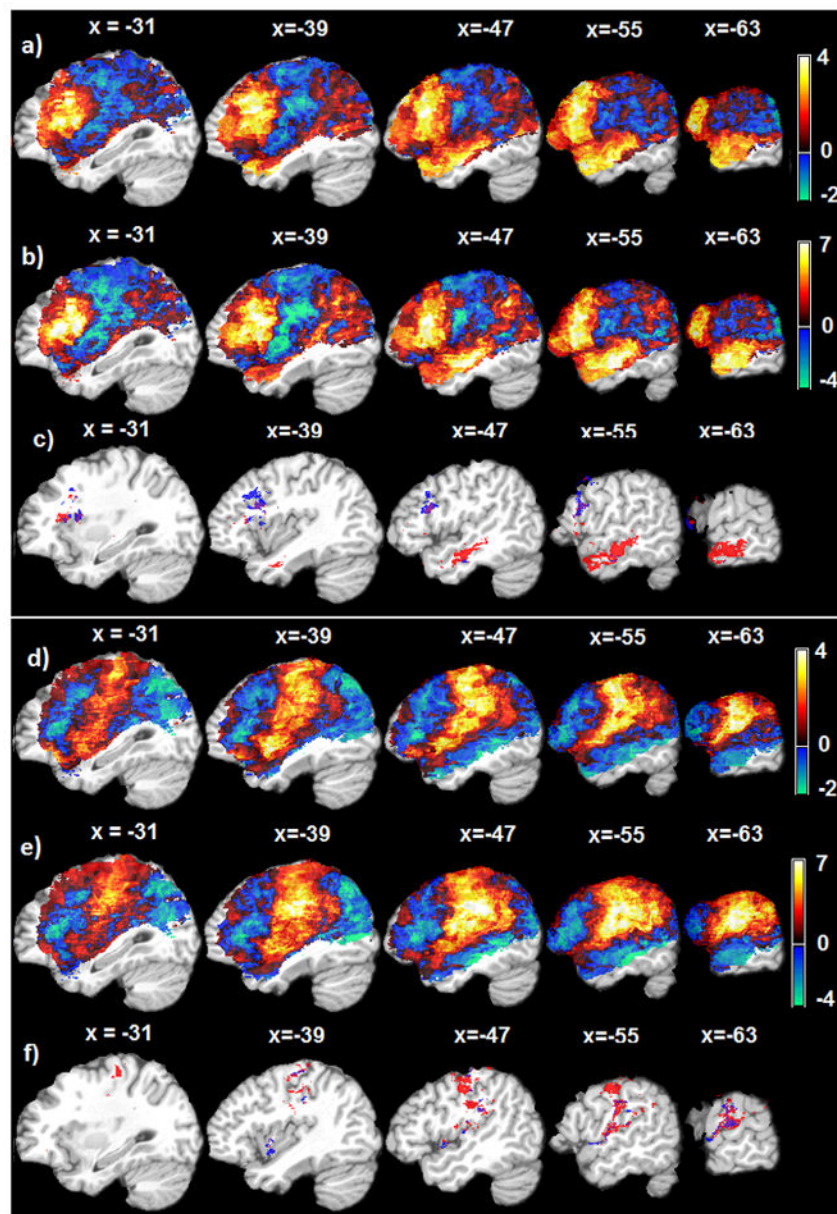 x = -31 x=-39 x=-47 x=-55 x=-63
a)
4
0
-2
x = -31 x=-39 x=-47 x=-55 x=-63
b)
7
0
-4
x = -31 x=-39 x=-47 x=-55 x=-63
c)
x = -31 x=-39 x=-47 x=-55 x=-63
d)
4
0
-2
x = -31 x=-39 x=-47 x=-55 x=-63
e)
7
0
-4
x = -31 x=-39 x=-47 x=-55 x=-63
f)